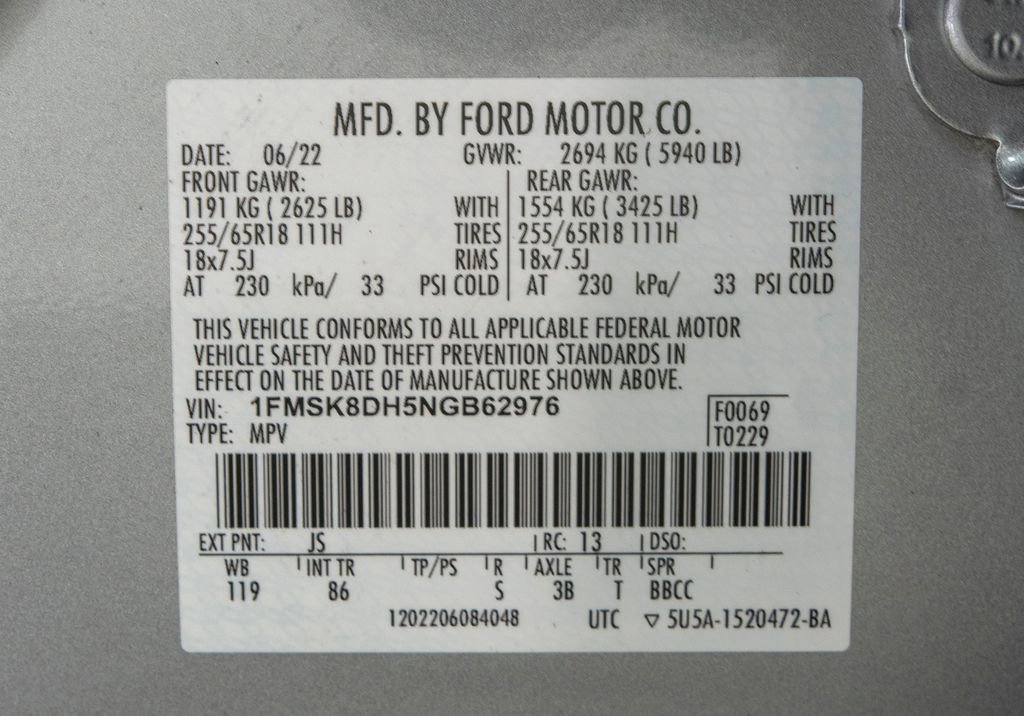 10.
MFD. BY FORD MOTOR CO.
DATE: 06/22 GVWR: 2694 KG ( 5940 LB)
FRONT GAWR: REAR GAWR:
1191 KG ( 2625 LB) WITH 1554 KG ( 3425 LB) WITH
255/65R18 111H TIRES 255/65R18 111H TIRES
18x7.5J RIMS 18x7.5J RIMS
AT 230 kPa/ 33 PSI COLD AT 230 kPa/ 33 PSI COLD
THIS VEHICLE CONFORMS TO ALL APPLICABLE FEDERAL MOTOR
VEHICLE SAFETY AND THEFT PREVENTION STANDARDS IN
EFFECT ON THE DATE OF MANUFACTURE SHOWN ABOVE.
VIN: 1FMSK8DH5NGB62976 F0069
TYPE: MPV T0229
EXT PNT: JS RC: 13 DSO:
WB INT TR TP/PS R AXLE TR SPR
119 86 S 3B T BBCC
1202206084048 UTC ▽ 5U5A-1520472-BA